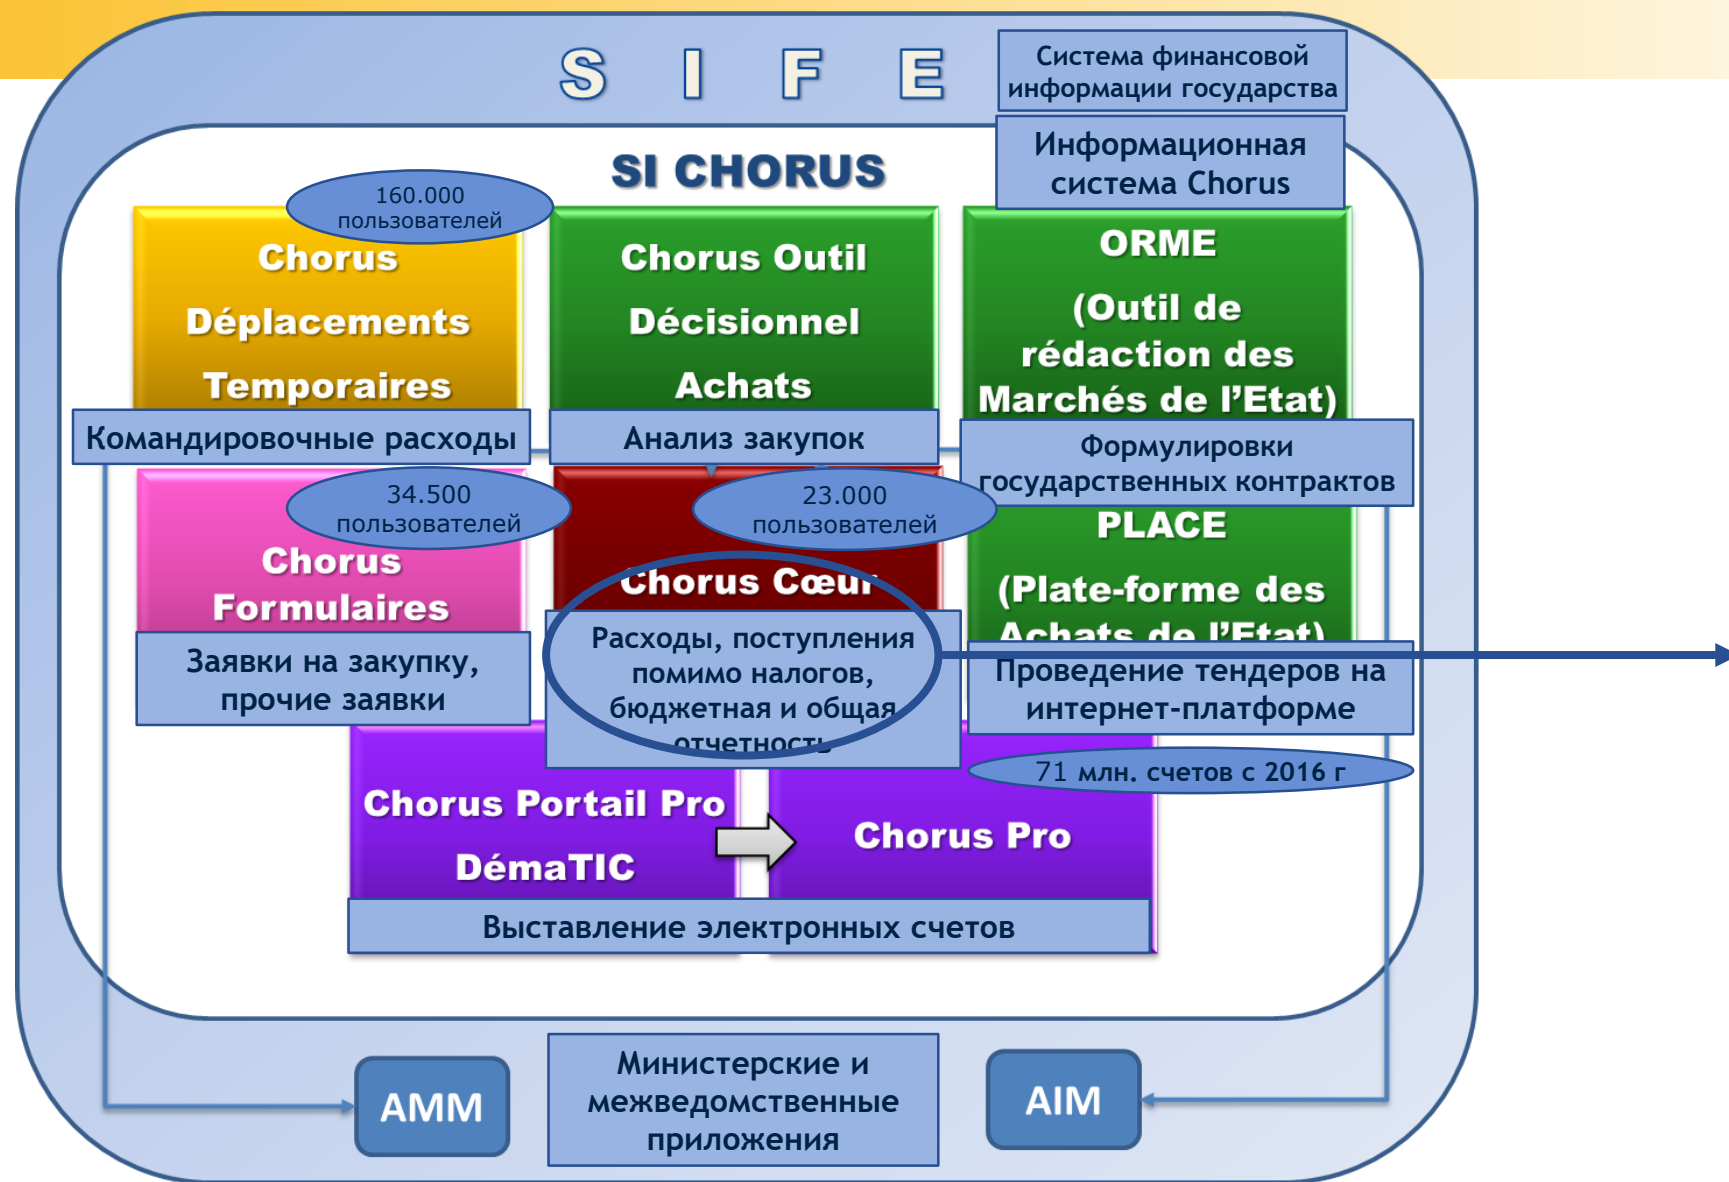 S I F E
Система финансовой
информации государства
Информационная
система Chorus
SI CHORUS
160.000
пользователей
Chorus
Déplacements
Temporaires
Командировочные расходы
Chorus Outil
Décisionnel
Achats
Анализ закупок
ORME
(Outil de
rédaction des
Marchés de l’Etat)
Формулировки
государственных контрактов
34.500
пользователей
Chorus
Formulaires
Заявки на закупку,
прочие заявки
23.000
пользователей
Chorus Cœur
Расходы, поступления
помимо налогов,
бюджетная и общая
отчетность
PLACE
(Plate-forme des
Achats de l’Etat)
Проведение тендеров на
интернет-платформе
71 млн. счетов с 2016 г
Chorus Portail Pro
DémaTIC
Chorus Pro
Выставление электронных счетов
AMM
Министерские и
межведомственные
приложения
AIM